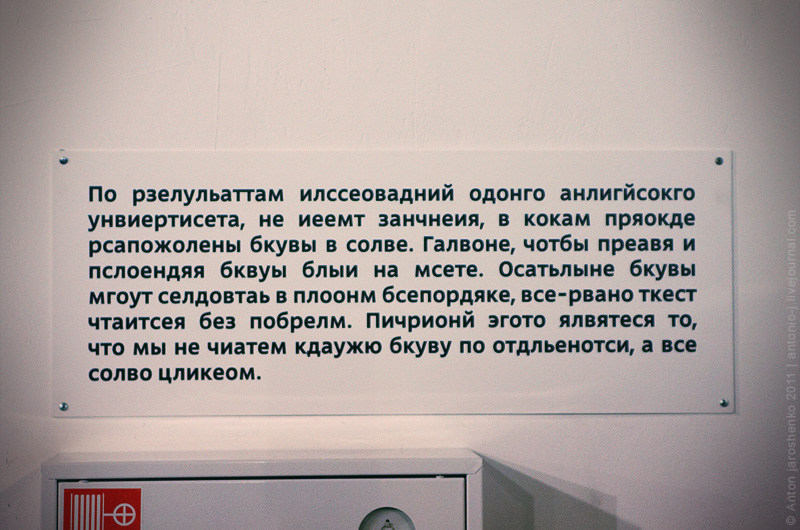 По рзелульаттам илссеовадний одонго анлигйсокго
унвиертисета, не иеемт занчнеия, в кокам пряокде
рсапожолены бкувы в солве. Галвоне, чотбы преавя и
пслоендяя бквуы блыи на мсете. Осатьлыне бкувы
мгоут селдовтаь в плоонм бсепордяке, все-рвано ткест
чтаитсея без побрелм. Пичрионй эгото ялвятеся то,
что мы не чиатем кдаужю бкуву по отдльенотси, а все
солво цликеом.
© Anton jaroshenko 2011 | antonio-j.livejournal.com